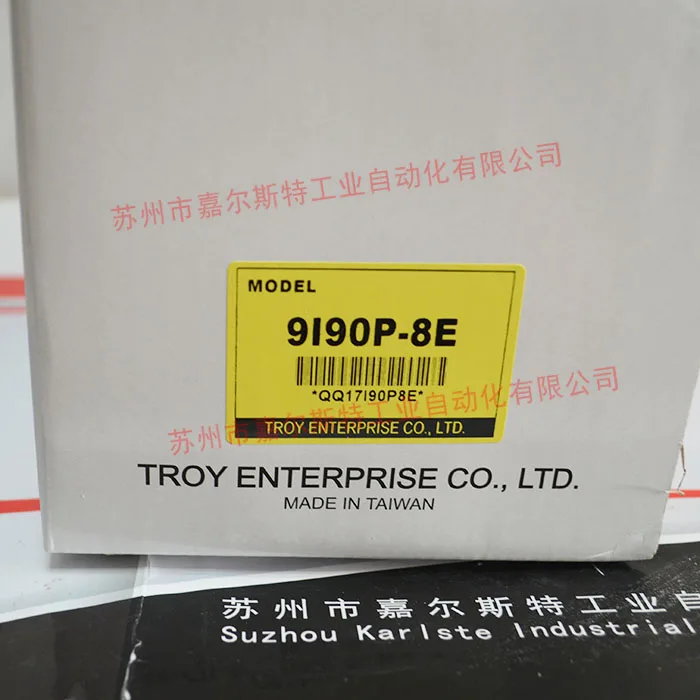 苏州市嘉尔斯特工业自动化有限公司
MODEL
9I90P-8E
*QQ17I90P8E*
TROY ENTERPRISE CO., LTD.
苏州市嘉尔斯特工业自动化有限公司
TROY ENTERPRISE CO., LTD.
MADE IN TAIWAN
苏州市嘉尔斯特工业自
Suzhou Karlste Industrial